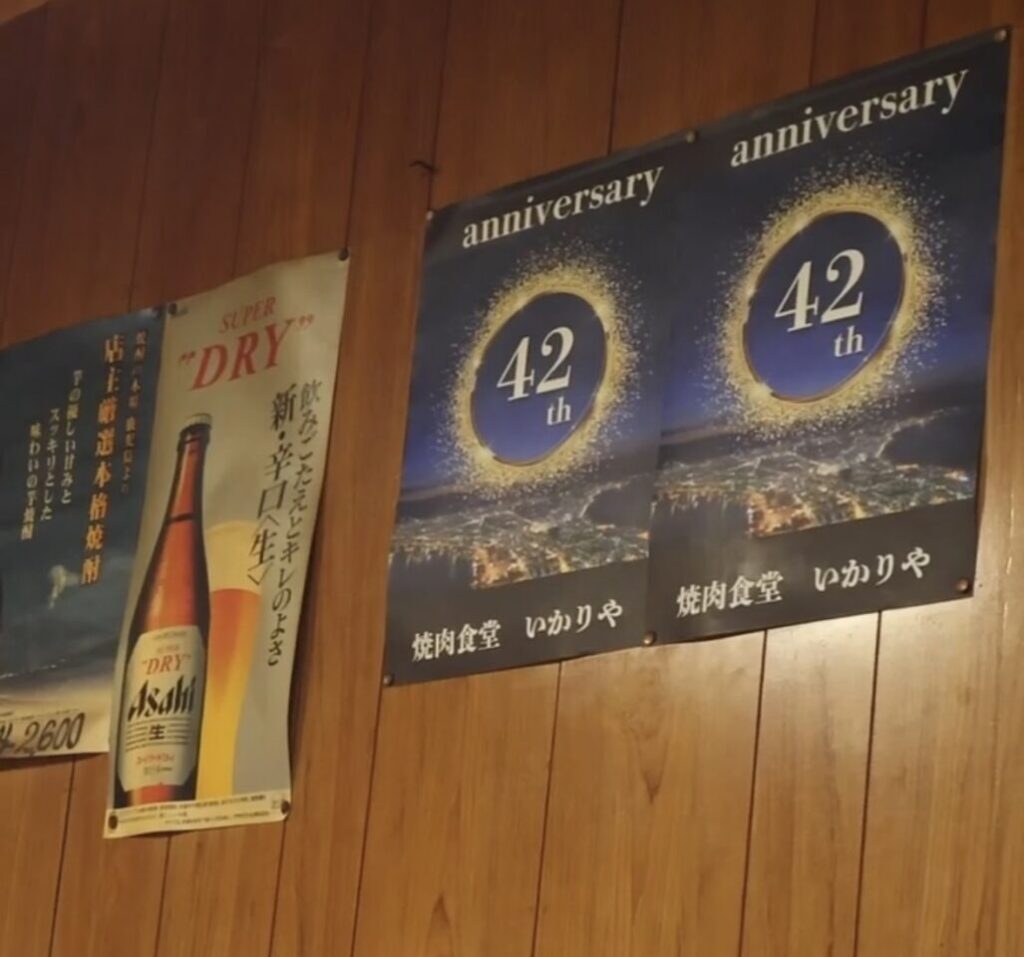 店主厳選本格焼酎
芋の優しい甘みと
スッキリとした
味わいの芋焼酎
¥2,600
SUPER
"DRY"
飲みごたえとキレのよさ
新・辛口〈生〉
"DRY"
Asahi
生
anniversary
42
th
焼肉食堂 いかりや
anniversary
42
th
焼肉食堂 いかりや